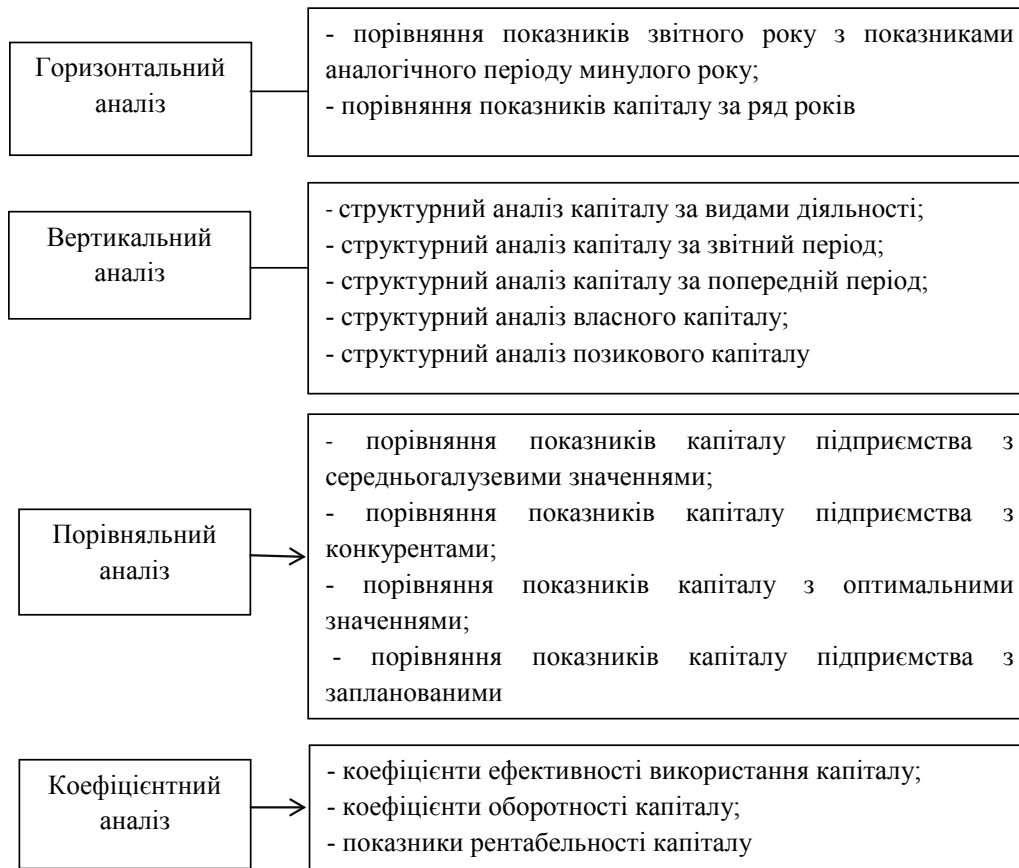 Горизонтальний
аналіз
- порівняння показників звітного року з показниками
аналогічного періоду минулого року;
- порівняння показників капіталу за ряд років
Вертикальний
аналіз
- структурний аналіз капіталу за видами діяльності;
- структурний аналіз капіталу за звітний період;
- структурний аналіз капіталу за попередній період;
- структурний аналіз власного капіталу;
- структурний аналіз позикового капіталу
Порівняльний
аналіз
- порівняння показників капіталу підприємства з
середньогалузевими значеннями;
- порівняння показників капіталу підприємства з
конкурентами;
- порівняння показників капіталу з оптимальними
значеннями;
- порівняння показників капіталу підприємства з
запланованими
Коефіцієнтний
аналіз
- коефіцієнти ефективності використання капіталу;
- коефіцієнти оборотності капіталу;
- показники рентабельності капіталу